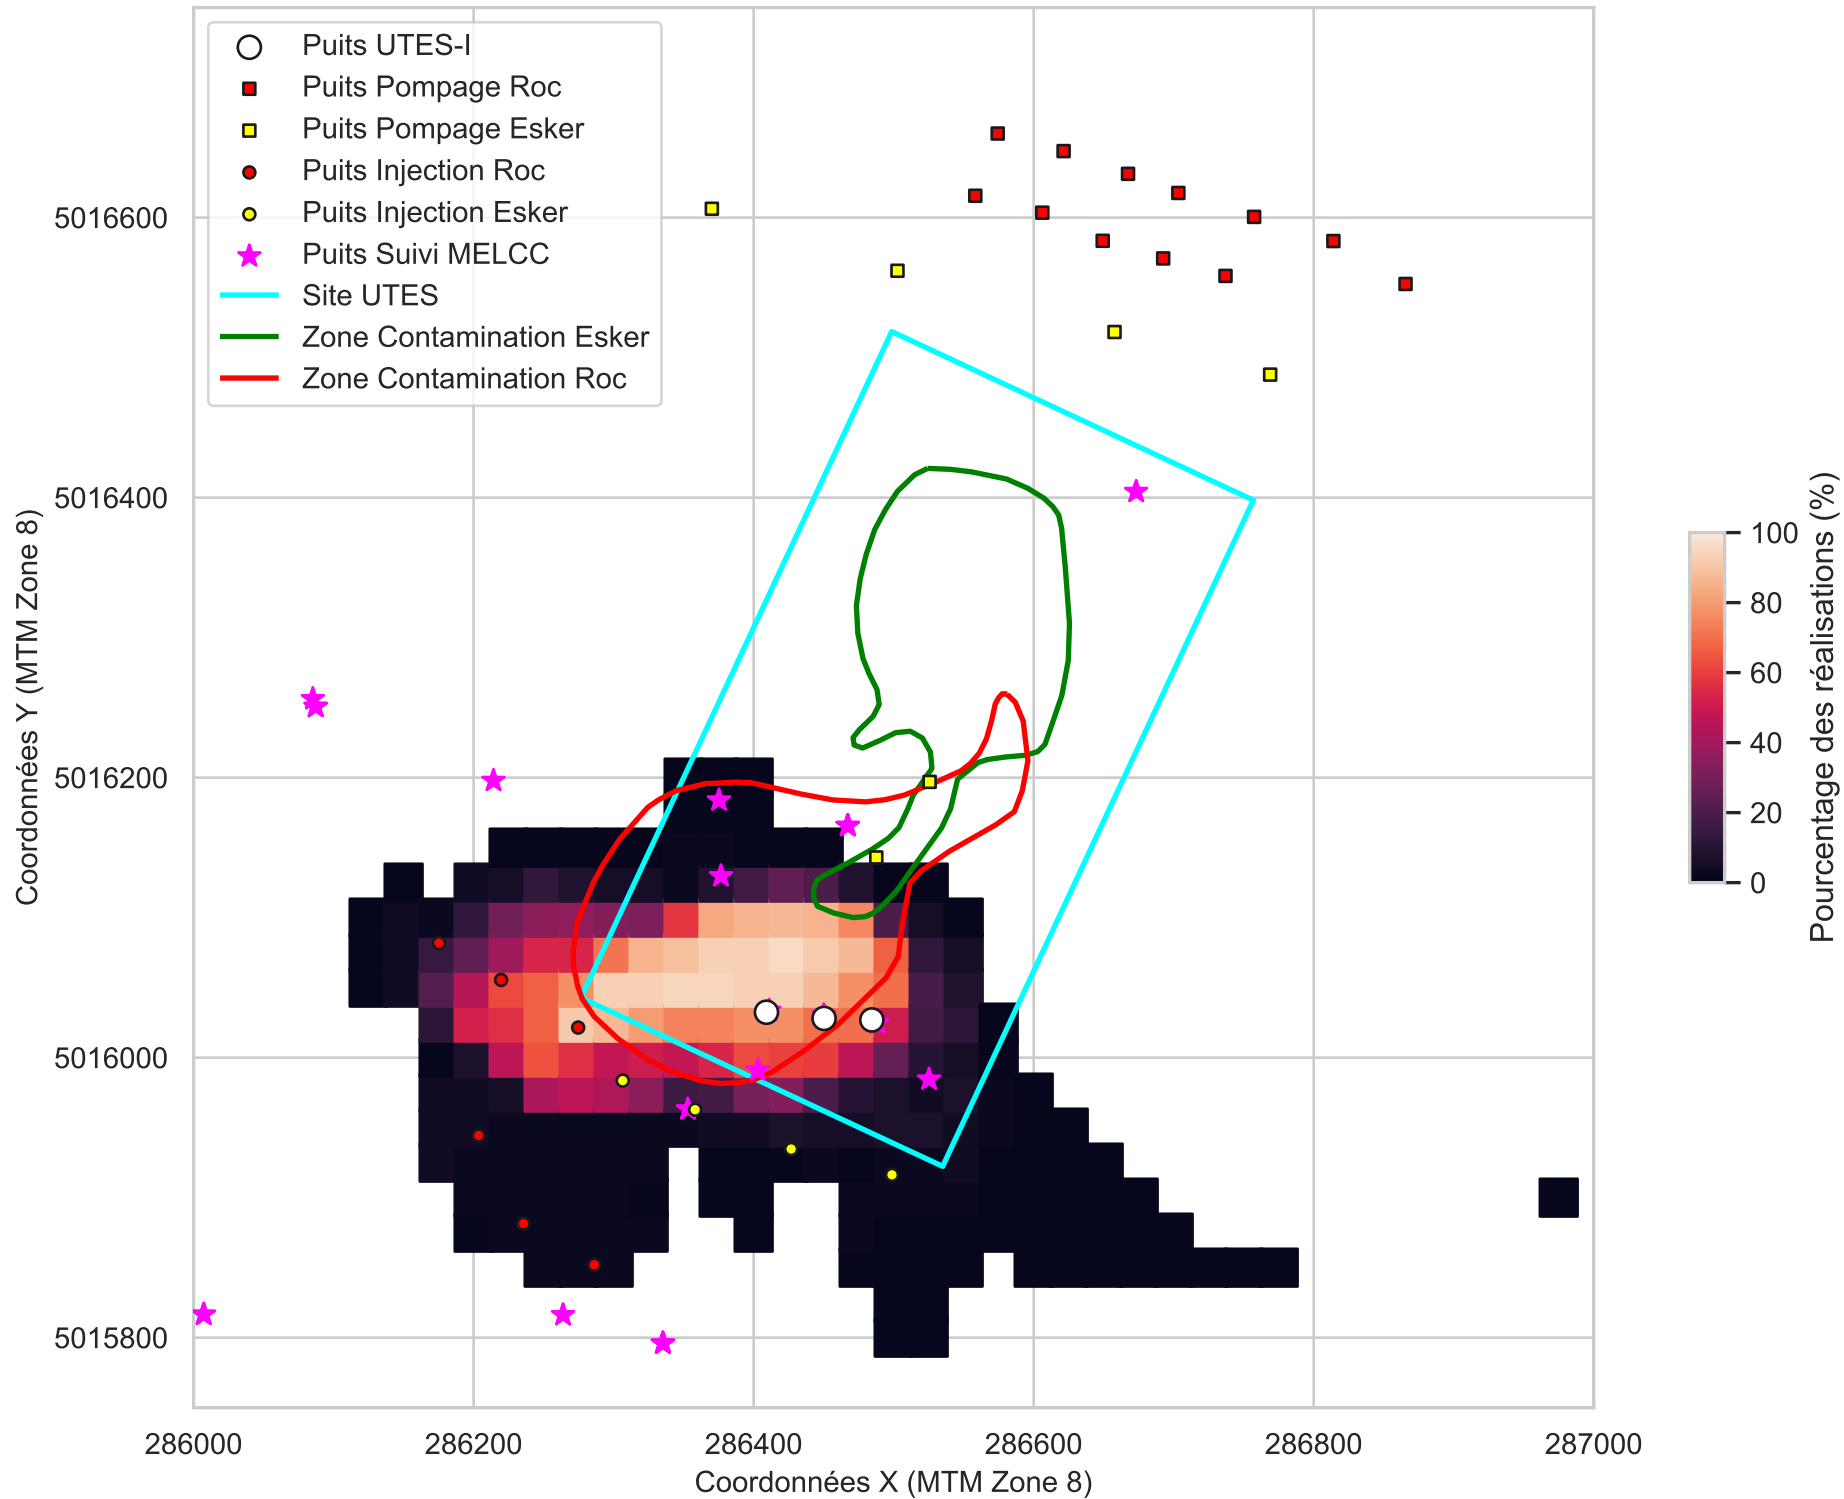 Puits UTES-I
Puits Pompage Roc
Puits Pompage Esker
Puits Injection Roc
Puits Injection Esker
Puits Suivi MELCC
Site UTES
Zone Contamination Esker
Zone Contamination Roc
5016600
5016400
5016200
5016000
5015800
Coordonnées Y (MTM Zone 8)
286000
286200
286400
286600
286800
287000
Coordonnées X (MTM Zone 8)
100
80
60
40
20
0
Pourcentage des réalisations (%)